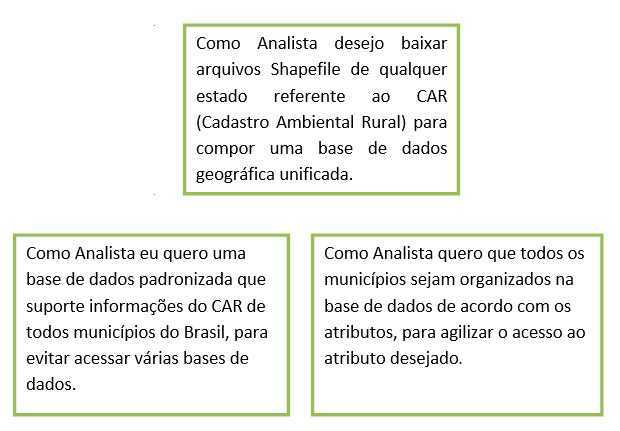 Como Analista desejo baixar
arquivos Shapefile de qualquer
estado referente ao CAR
(Cadastro Ambiental Rural) para
compor uma base de dados
geográfica unificada.
Como Analista eu quero uma
base de dados padronizada que
suporte informações do CAR de
todos municípios do Brasil, para
evitar acessar várias bases de
dados.
Como Analista quero que todos os
municípios sejam organizados na
base de dados de acordo com os
atributos, para agilizar o acesso ao
atributo desejado.